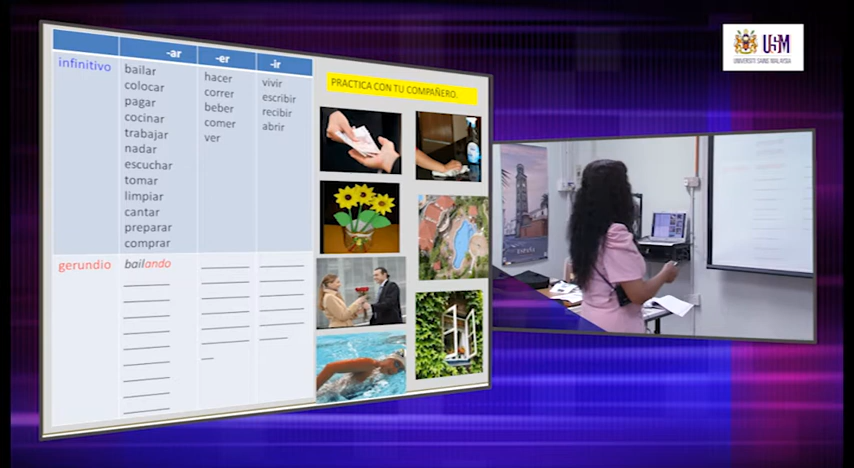 -ar
-er
-ir
infinitivo
bailar
colocar
pagar
cocinar
trabajar
nadar
escuchar
tomar
limpiar
cantar
preparar
comprar
hacer
correr
beber
comer
ver
vivir
escribir
recibir
abrir
gerundio
bailando
PRACTICA CON TU COMPAÑERO.
USM
UNIVERSITI SAINS MALAYSIA
ESPAÑA